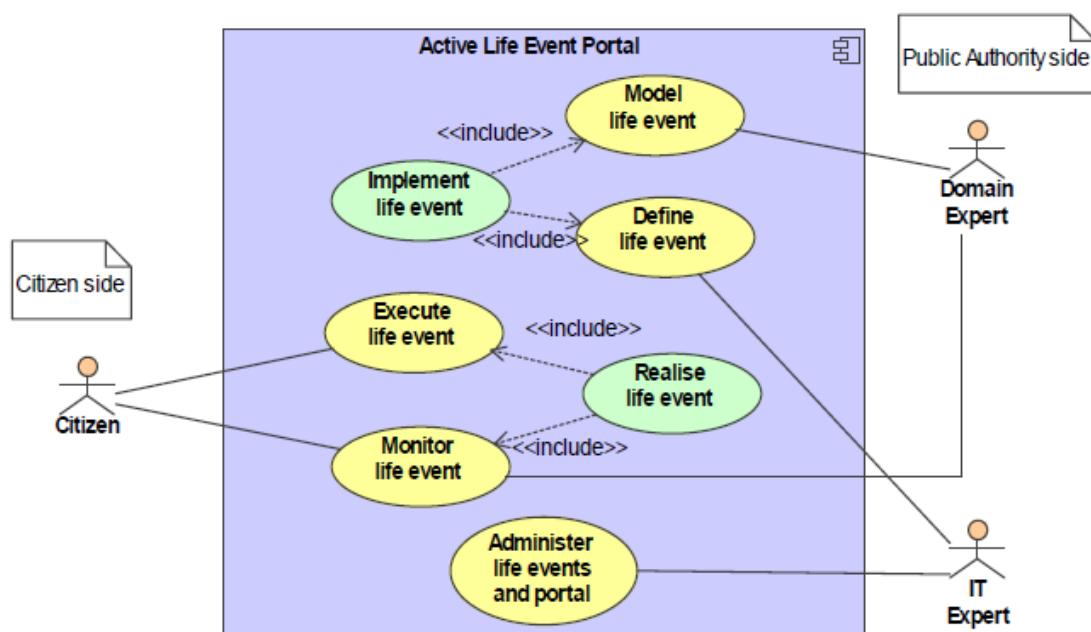 Active Life Event Portal
Public Authority side
Model
life event
<<include>>
Implement
life event
Domain
Expert
Define
life event
<<include>>
Citizen side
Execute
life event
<<include>>
Realise
life event
Citizen
Monitor
life event
<<include>>
Administer
life events
and portal
IT
Expert